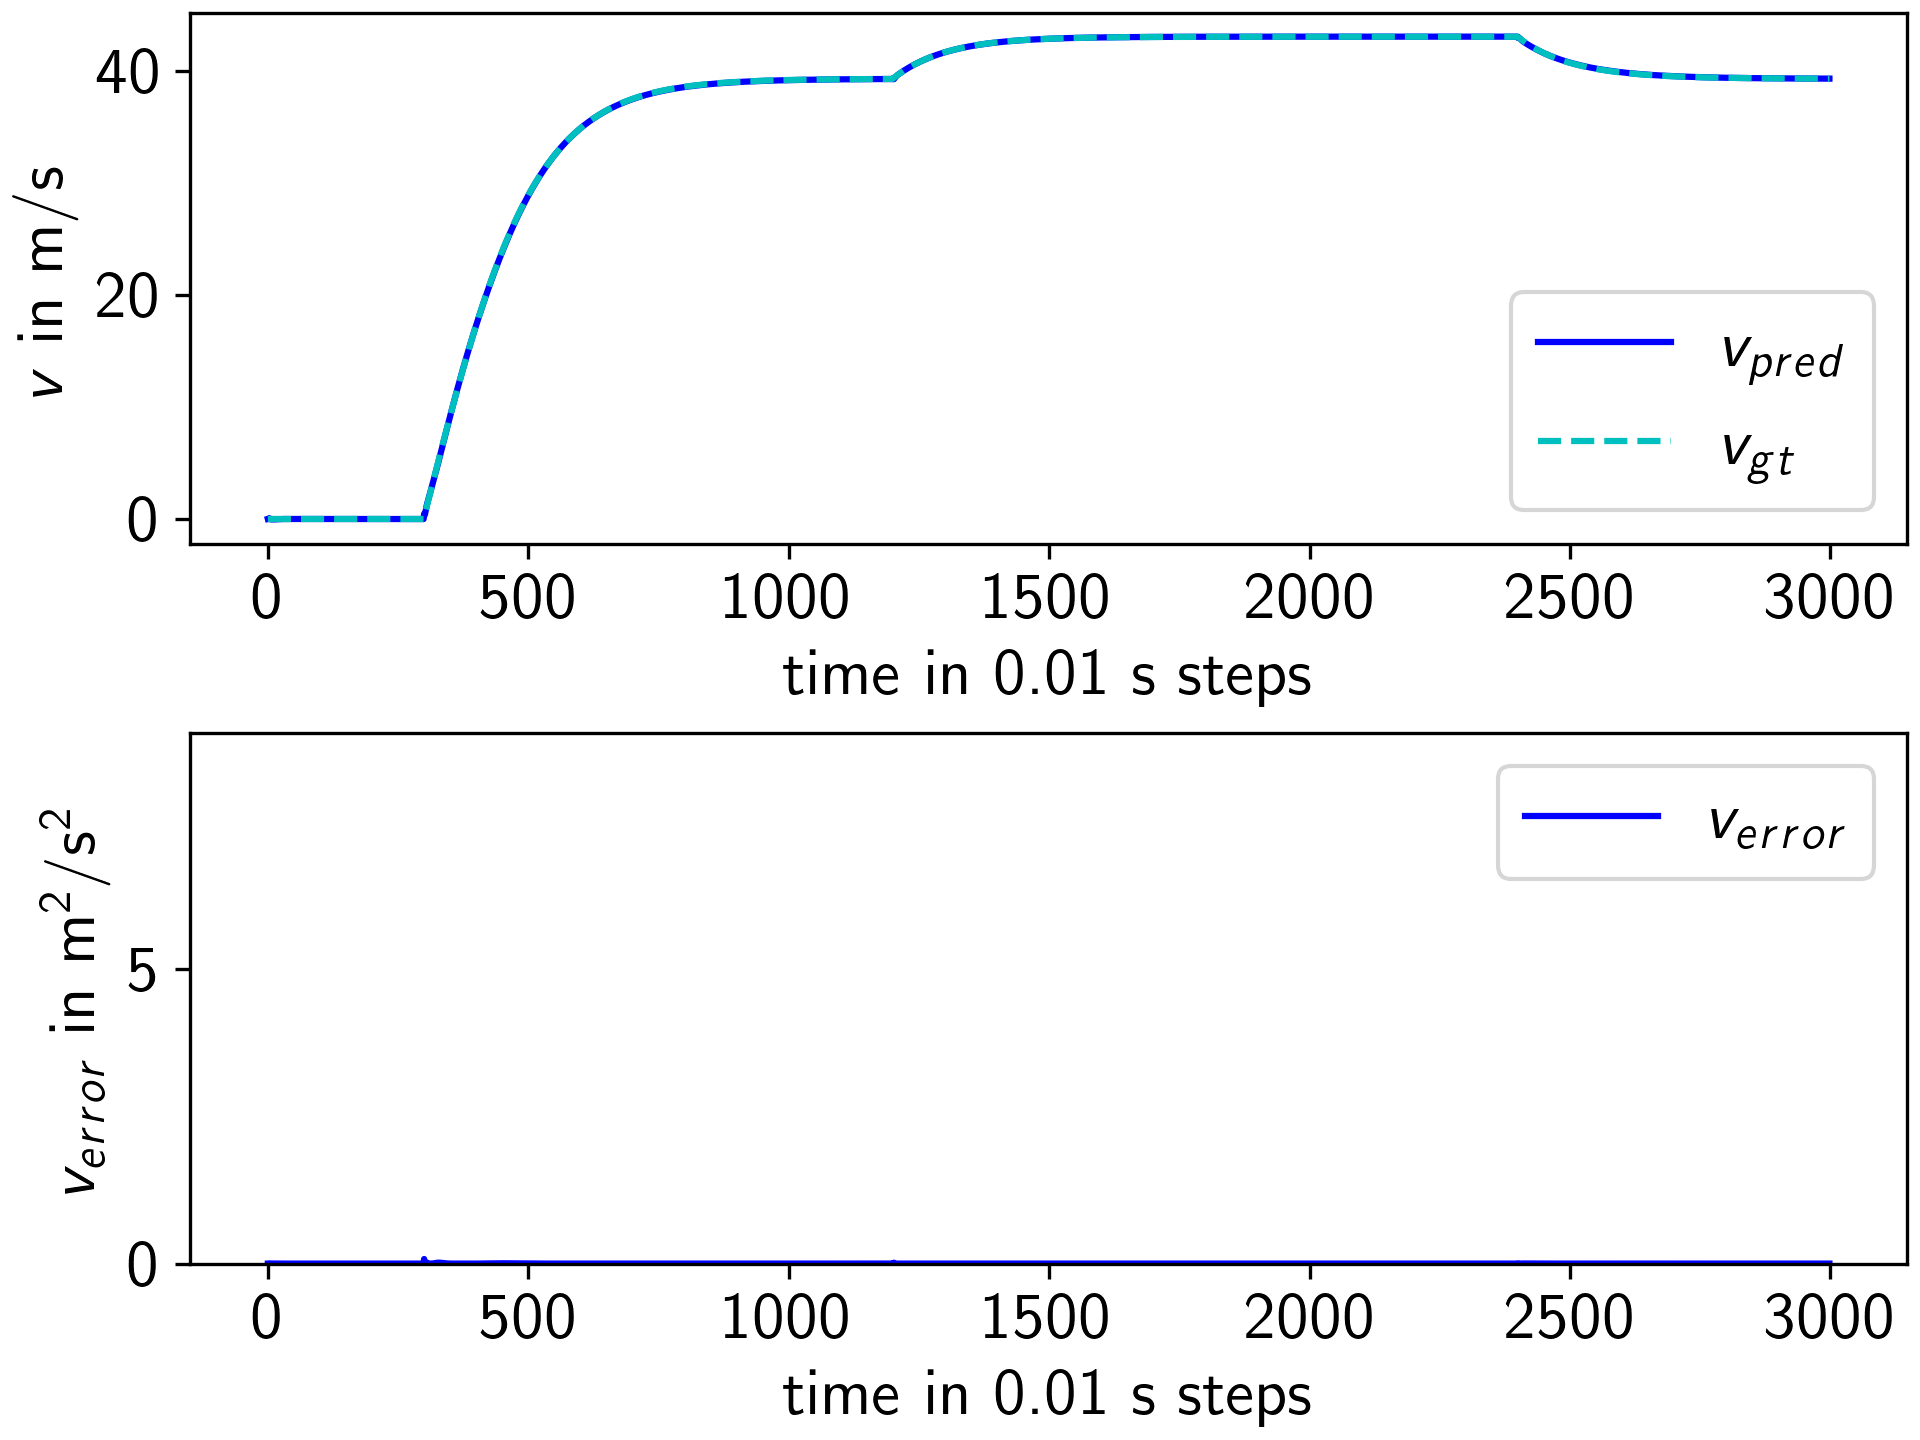 v in m/s
40
20
0
v_pred
v_gt
0 500 1000 1500 2000 2500 3000
time in 0.01 s steps
v_error in m²/s²
5
0
v_error
0 500 1000 1500 2000 2500 3000
time in 0.01 s steps